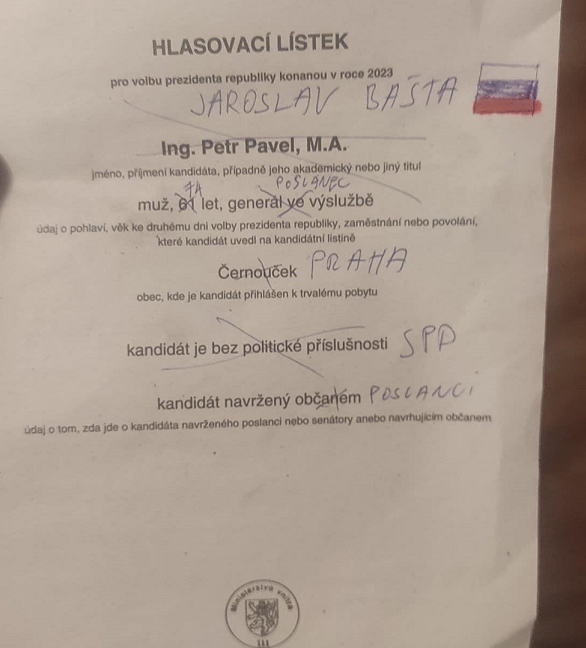 HLASOVACÍ LÍSTEK
pro volbu prezidenta republiky konanou v roce 2023
JAROSLAV BAŠTA
Ing. Petr Pavel, M.A.
jméno, příjmení kandidáta, případně jeho akademický nebo jiný titul
74 POSLANEC
muž, 61 let, generál ve výslužbě
údaj o pohlaví, věk ke druhému dni volby prezidenta republiky, zaměstnání nebo povolání,
které kandidát uvedl na kandidátní listině
Černouček PRAHA
obec, kde je kandidát přihlášen k trvalému pobytu
kandidát je bez politické příslušnosti SPD
kandidát navržený občanem POSLANCI
údaj o tom, zda jde o kandidáta navrženého poslanci nebo senátory anebo navrhujícím občanem
Ministerstvo vnitra